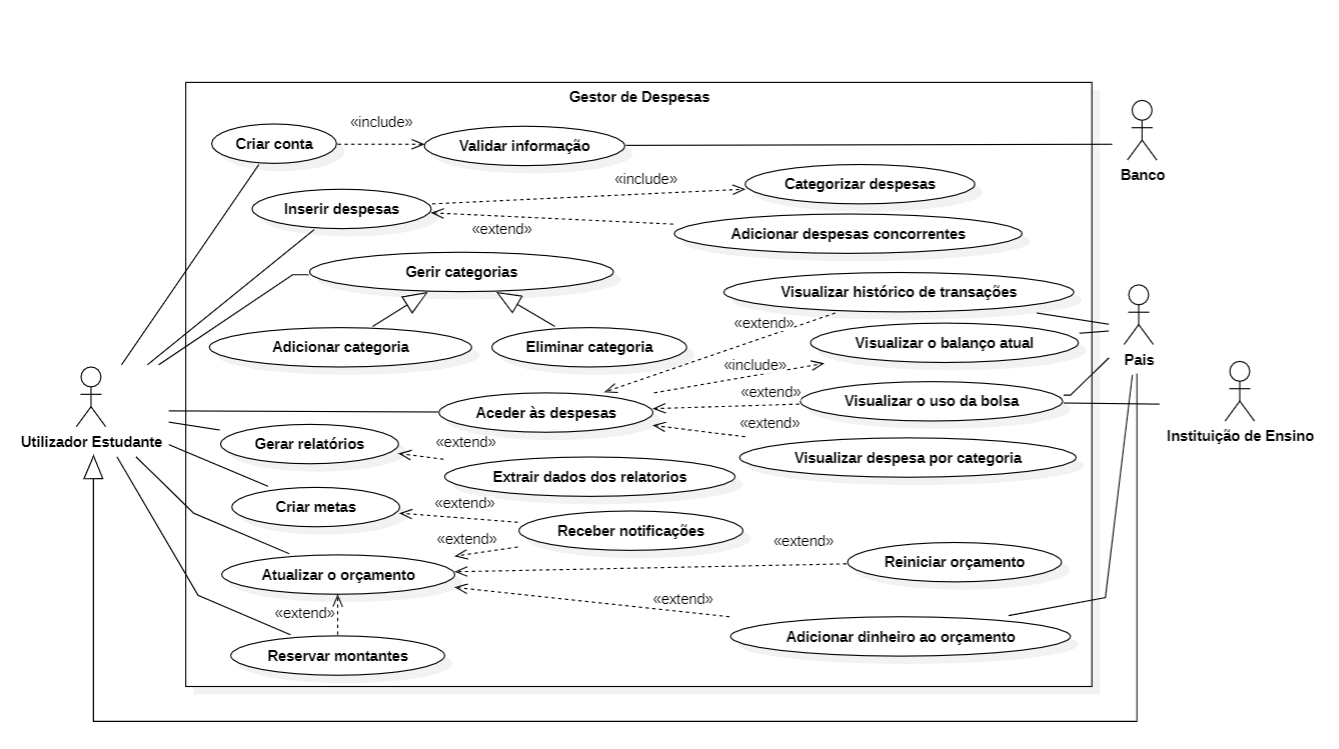 Gestor de Despesas
«include»
Criar conta
Validar informação
Banco
«include»
Categorizar despesas
Inserir despesas
«extend»
Adicionar despesas concorrentes
Gerir categorias
Visualizar histórico de transações
«extend»
Adicionar categoria
Eliminar categoria
Visualizar o balanço atual
Pais
«include»
«extend»
Visualizar o uso da bolsa
Aceder às despesas
«extend»
Utilizador Estudante
Instituição de Ensino
Gerar relatórios
«extend»
Visualizar despesa por categoria
Extrair dados dos relatorios
Criar metas
«extend»
Receber notificações
«extend»
«extend»
Reiniciar orçamento
Atualizar o orçamento
«extend»
«extend»
Adicionar dinheiro ao orçamento
Reservar montantes